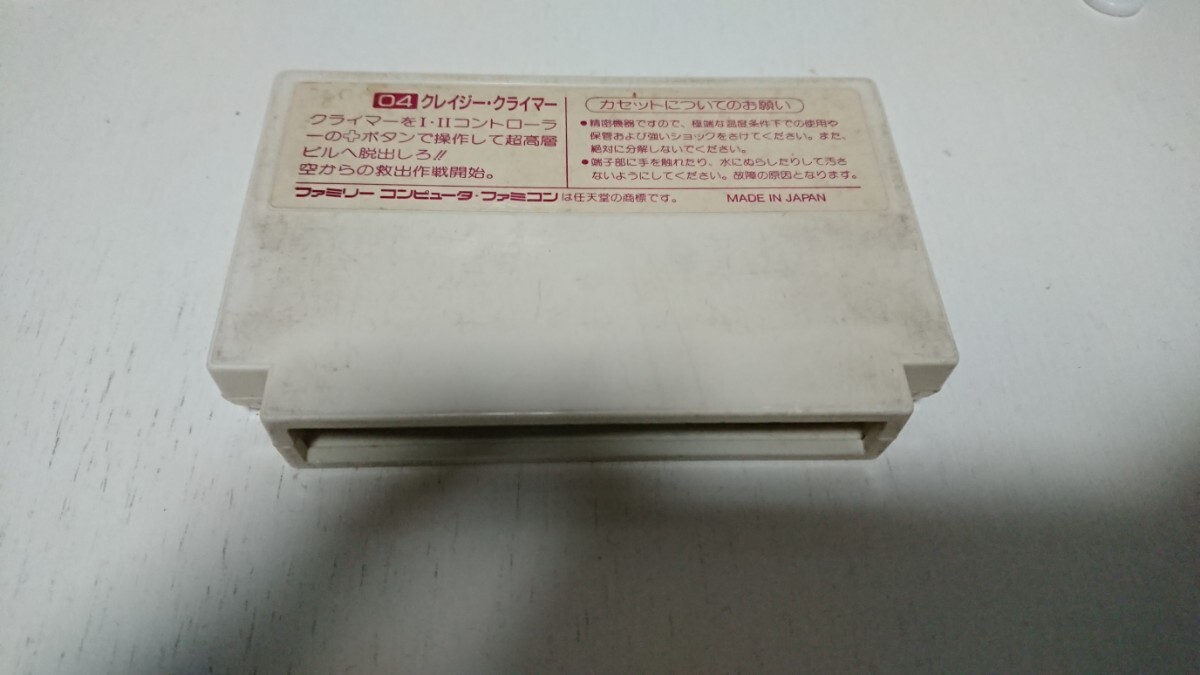 04 クレイジー・クライマー
クライマーをI・IIコントローラ
ーの✚ボタンで操作して超高層
ビルへ脱出しろ!!
空からの救出作戦開始。
カセットについてのお願い
●精密機器ですので、極端な温度条件下での使用や
保管および強いショックをさけてください。また、
絶対に分解しないでください。
●端子部に手を触れたり、水にぬらしたりして汚さ
ないようにしてください。故障の原因となります。
ファミリー コンピュータ・ファミコンは任天堂の商標です。
MADE IN JAPAN